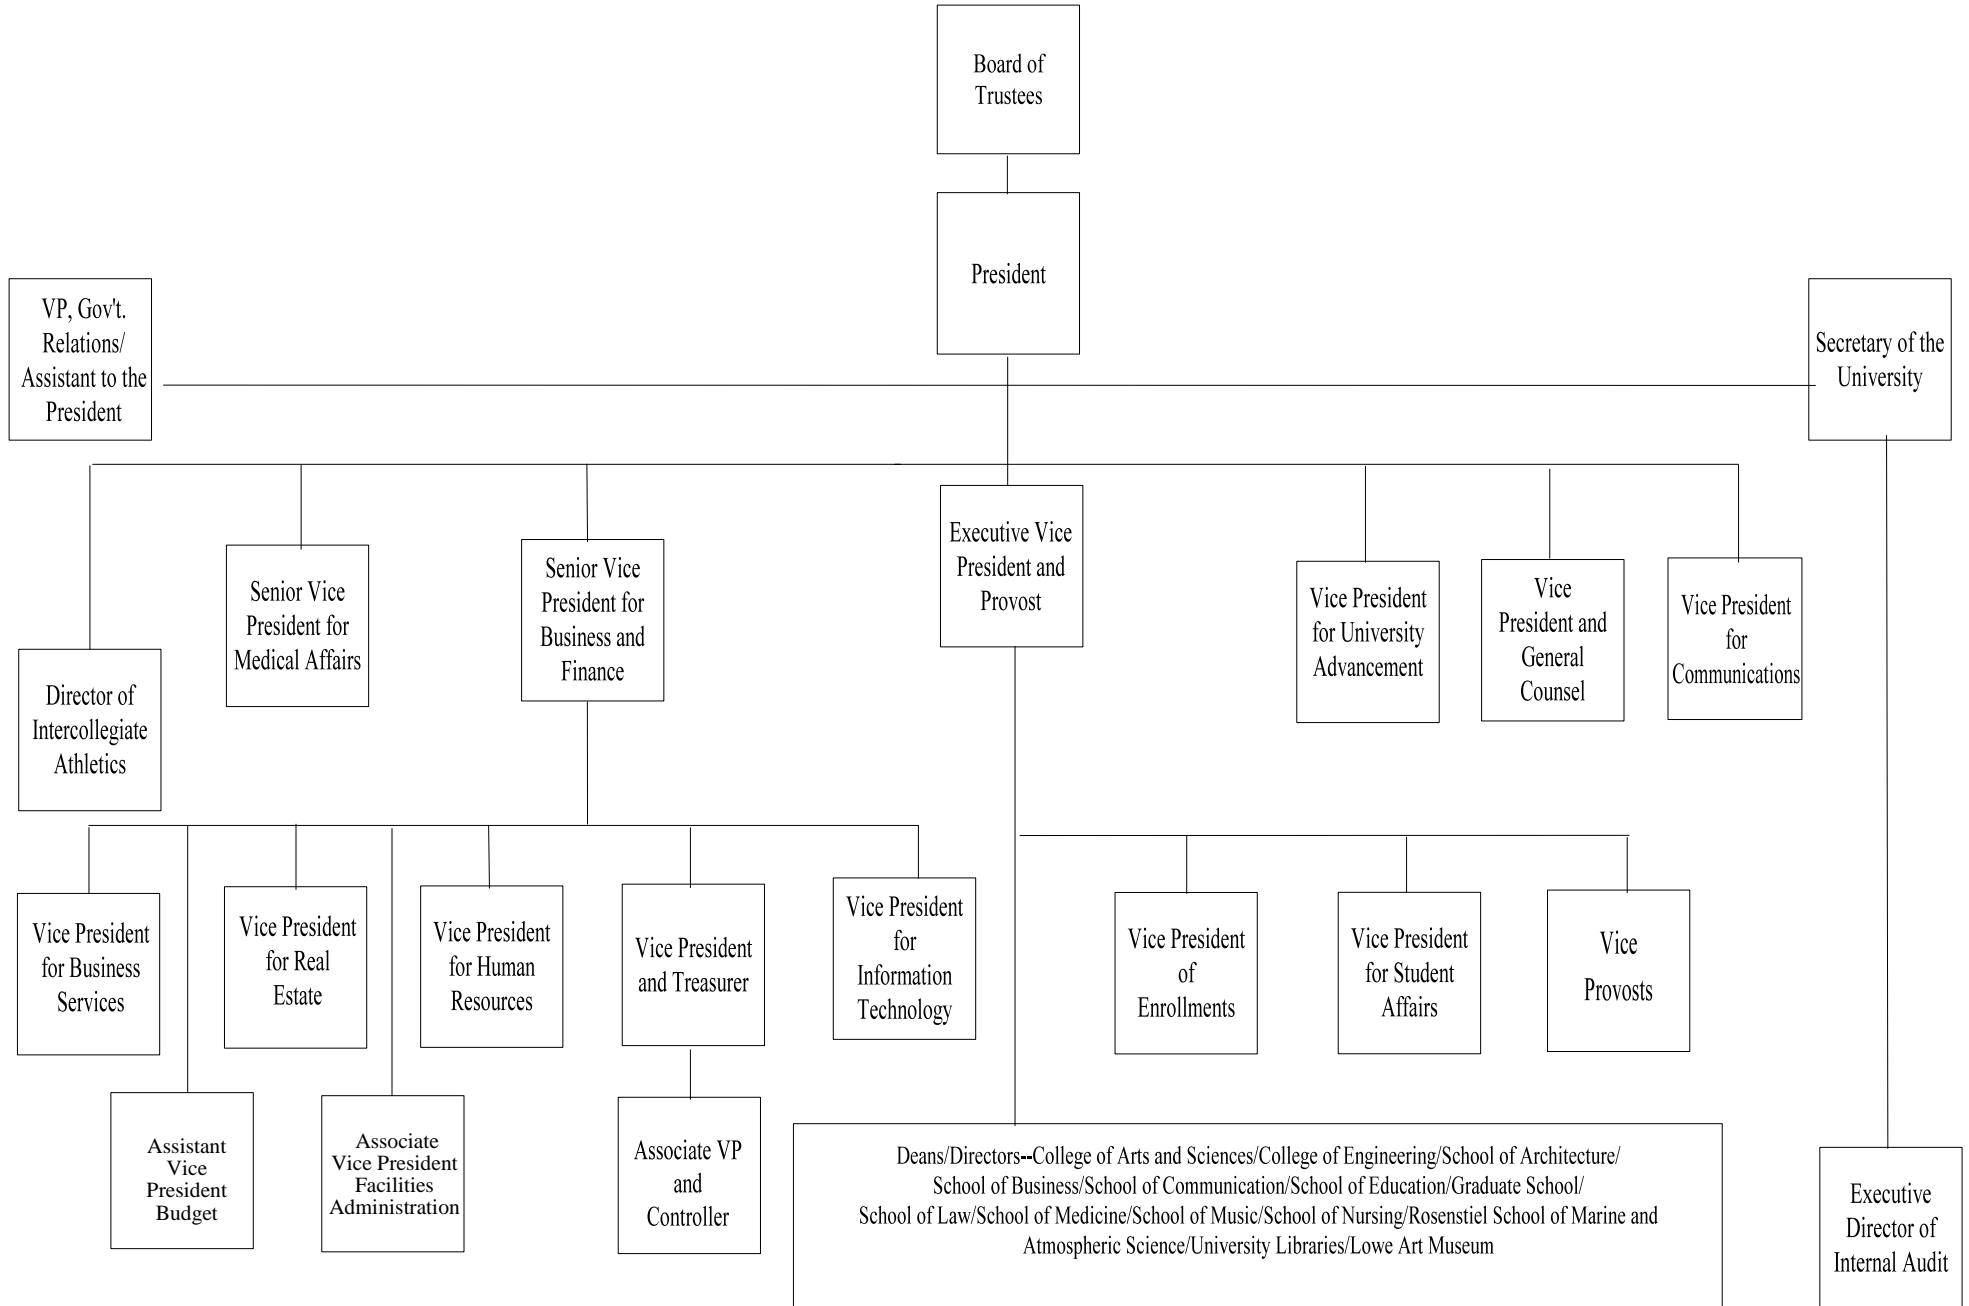 Board of
Trustees
President
VP, Gov't.
Relations/
Assistant to the
President
Secretary of the
University
Executive Vice
President and
Provost
Senior Vice
President for
Medical Affairs
Senior Vice
President for
Business and
Finance
Vice President
for University
Advancement
Vice
President and
General
Counsel
Vice President
for
Communications
Director of
Intercollegiate
Athletics
Vice President
for Business
Services
Vice President
for Real
Estate
Vice President
for Human
Resources
Vice President
and Treasurer
Vice President
for
Information
Technology
Vice President
of
Enrollments
Vice President
for Student
Affairs
Vice
Provosts
Assistant
Vice
President
Budget
Associate
Vice President
Facilities
Administration
Associate VP
and
Controller
Deans/Directors--College of Arts and Sciences/College of Engineering/School of Architecture/
School of Business/School of Communication/School of Education/Graduate School/
School of Law/School of Medicine/School of Music/School of Nursing/Rosenstiel School of Marine and
Atmospheric Science/University Libraries/Lowe Art Museum
Executive
Director of
Internal Audit